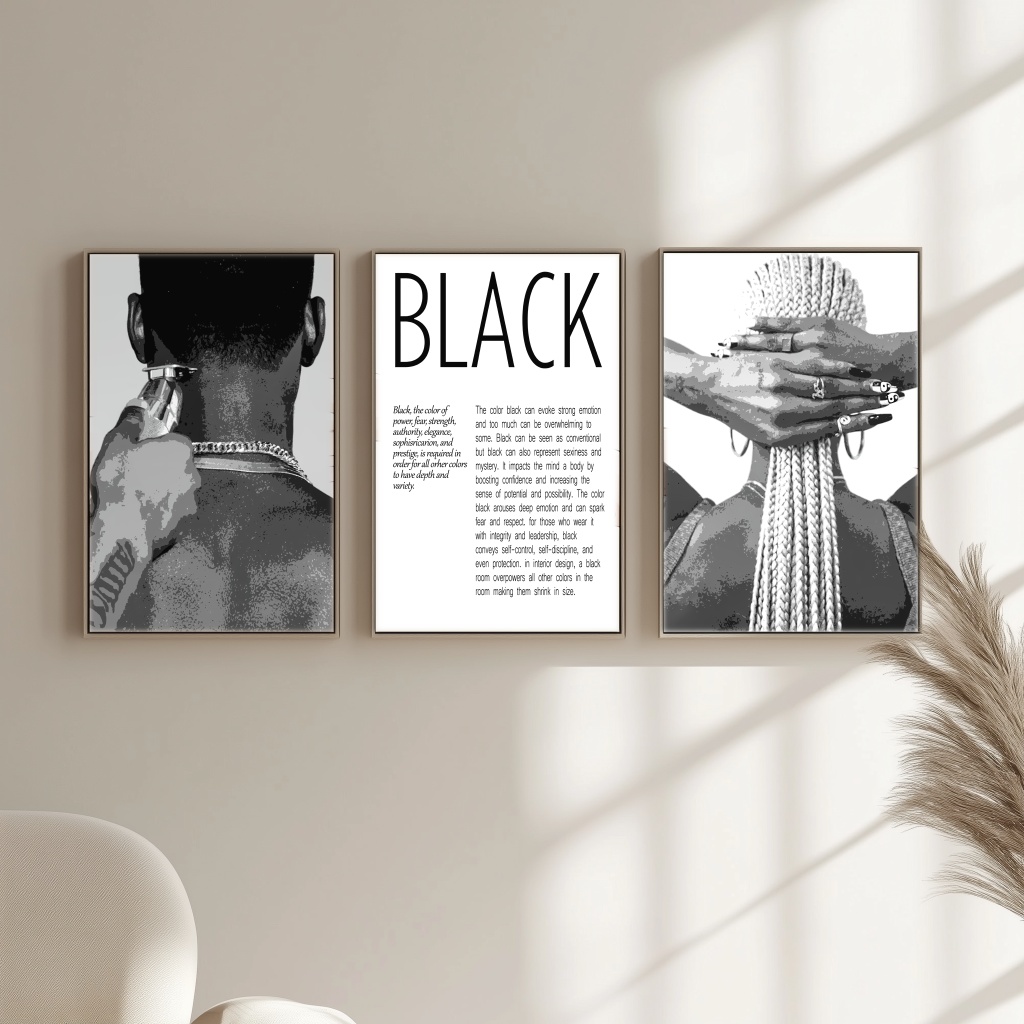 BLACK
Black, the color of
power, fear, strength,
authority, elegance,
sophisricarion, and
prestige, is required in
order for all orher colors
to have depth and
variety.
The color black can evoke strong emotion
and too much can be overwhelming to
some. Black can be seen as conventional
but black can also represent sexiness and
mystery. It impacts the mind a body by
boosting confidence and increasing the
sense of potential and possibility. The color
black arouses deep emotion and can spark
fear and respect. for those who wear it
with integrity and leadership, black
conveys self-control, self-discipline, and
even protection. in interior design, a black
room overpowers all other colors in the
room making them shrink in size.